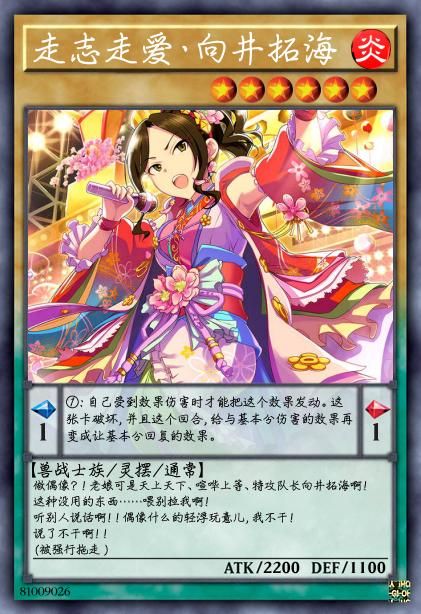 走志走爱·向井拓海
炎
①：自己受到效果伤害时才能把这个效果发动。这
张卡破坏，并且这个回合，给与基本分伤害的效果再
变成让基本分回复的效果。
1
1
【兽战士族/灵摆/通常】
做偶像？！老娘可是天上天下、喧哗上等、特攻队长向井拓海啊！
这种没用的东西……喂别拉我啊！
听别人说话啊！！偶像什么的轻浮玩意儿，我不干！
说了不干啊！！
（被强行拖走）
ATK/2200 DEF/1100
81009026